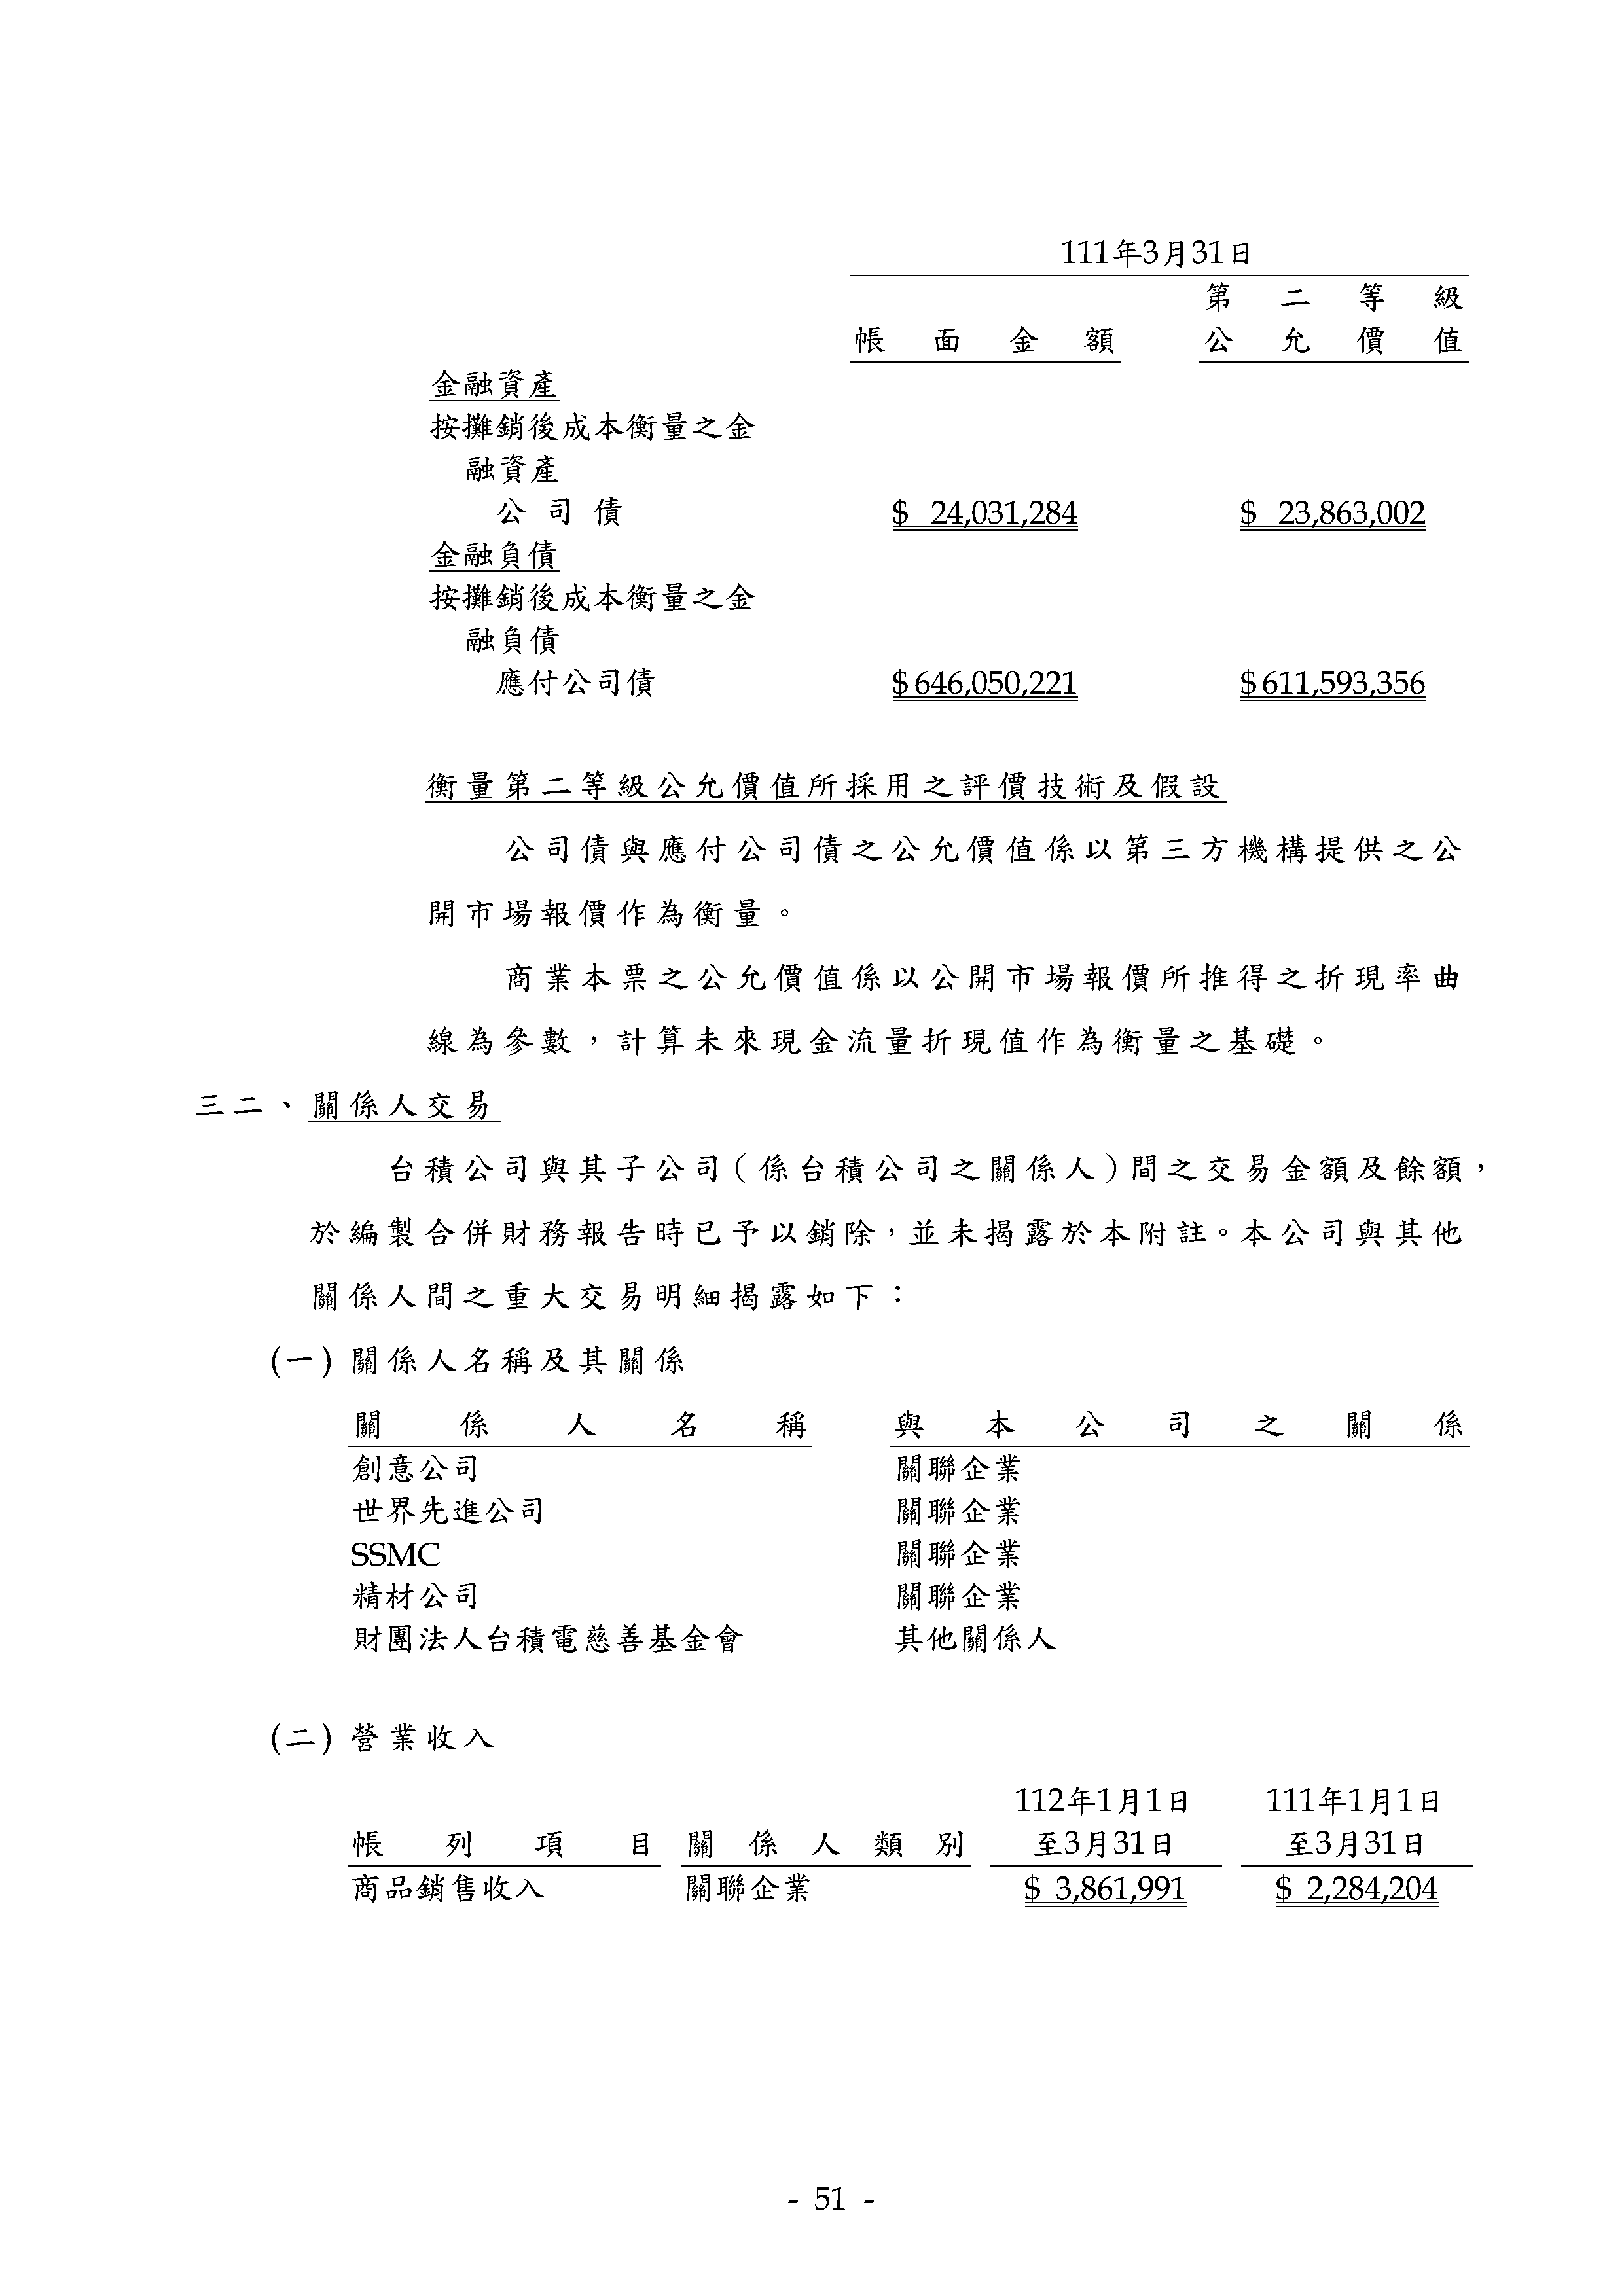 111年3月31日
第二等級
帳面金額 公允價值
金融資產
按攤銷後成本衡量之金
融資產
公司債 $ 24,031,284 $ 23,863,002
金融負債
按攤銷後成本衡量之金
融負債
應付公司債 $646,050,221 $611,593,356
衡量第二等級公允價值所採用之評價技術及假設
公司債與應付公司債之公允價值係以第三方機構提供之公
開市場報價作為衡量。
商業本票之公允價值係以公開市場報價所推得之折現率曲
線為參數，計算未來現金流量折現值作為衡量之基礎。
三二、關係人交易
台積公司與其子公司（係台積公司之關係人）間之交易金額及餘額，
於編製合併財務報告時已予以銷除，並未揭露於本附註。本公司與其他
關係人間之重大交易明細揭露如下：
(一) 關係人名稱及其關係
關係人名稱 與本公司之關係
創意公司 關聯企業
世界先進公司 關聯企業
SSMC 關聯企業
精材公司 關聯企業
財團法人台積電慈善基金會 其他關係人
(二) 營業收入
112年1月1日 111年1月1日
帳列項目 關係人類別 至3月31日 至3月31日
商品銷售收入 關聯企業 $ 3,861,991 $ 2,284,204
- 51 -